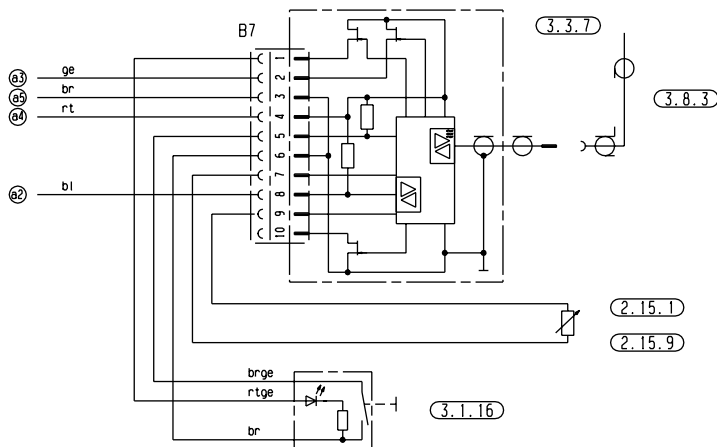 3.3.7
B7
1
a3 ge 2
3.8.3
a5 br 3
a4 rt 4
5
6
7
a2 bl 8
9
10
2.15.1
2.15.9
brge
rtge
3.1.16
br